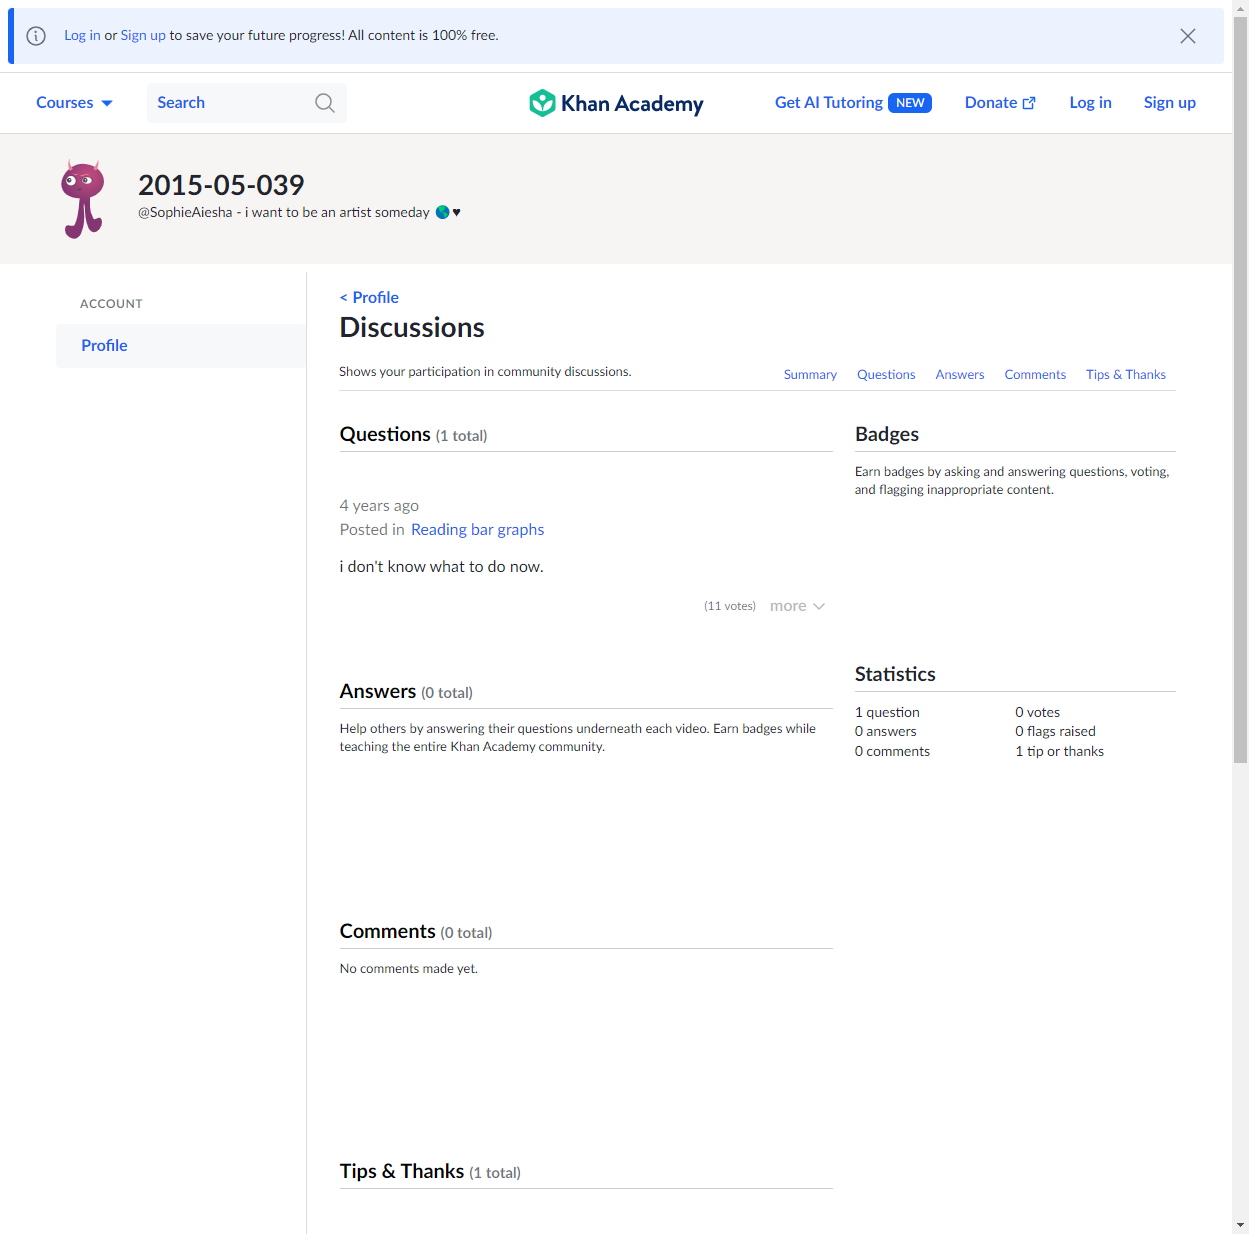 Log in or Sign up to save your future progress! All content is 100% free.
Courses
Search
Khan Academy
Get AI Tutoring NEW
Donate
Log in
Sign up
2015-05-039
@SophieAiesha - i want to be an artist someday 🌎♥
ACCOUNT
Profile
< Profile
Discussions
Shows your participation in community discussions.
Summary
Questions
Answers
Comments
Tips & Thanks
Questions (1 total)
4 years ago
Posted in Reading bar graphs
i don't know what to do now.
(11 votes) more
Answers (0 total)
Help others by answering their questions underneath each video. Earn badges while
teaching the entire Khan Academy community.
Comments (0 total)
No comments made yet.
Tips & Thanks (1 total)
Badges
Earn badges by asking and answering questions, voting,
and flagging inappropriate content.
Statistics
1 question
0 answers
0 comments
0 votes
0 flags raised
1 tip or thanks